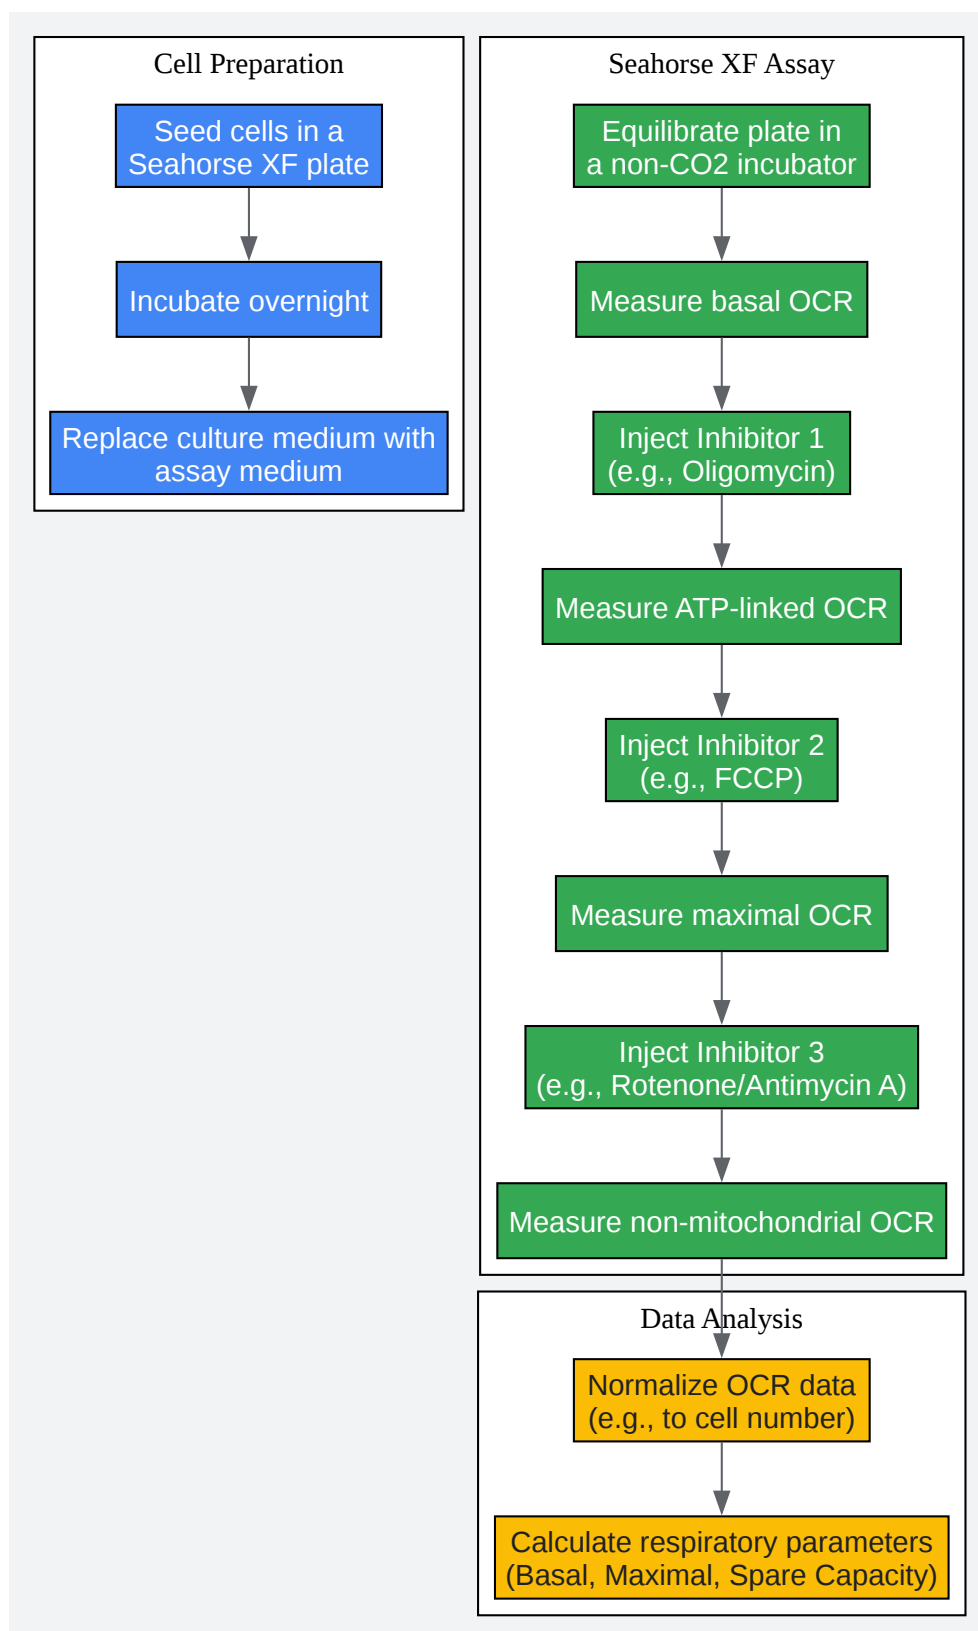 Cell Preparation
Seed cells in a
Seahorse XF plate
Incubate overnight
Replace culture medium with
assay medium
Seahorse XF Assay
Equilibrate plate in
a non-CO2 incubator
Measure basal OCR
Inject Inhibitor 1
(e.g., Oligomycin)
Measure ATP-linked OCR
Inject Inhibitor 2
(e.g., FCCP)
Measure maximal OCR
Inject Inhibitor 3
(e.g., Rotenone/Antimycin A)
Measure non-mitochondrial OCR
Data Analysis
Normalize OCR data
(e.g., to cell number)
Calculate respiratory parameters
(Basal, Maximal, Spare Capacity)